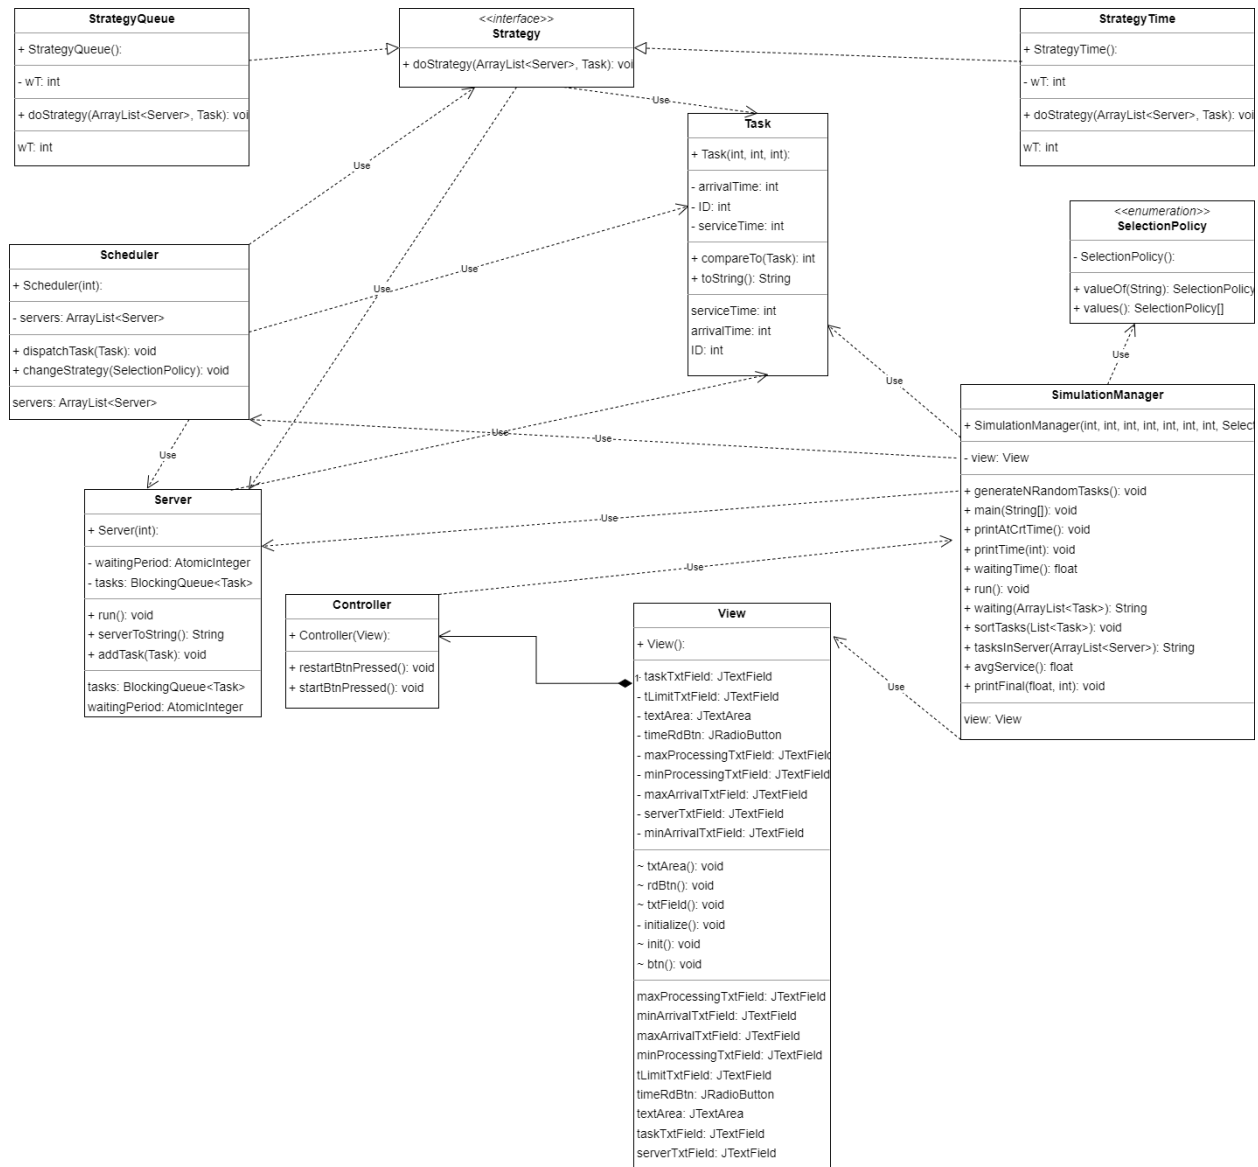 StrategyQueue
+ StrategyQueue():
- wT: int
+ doStrategy(ArrayList<Server>, Task): voi
wT: int
<<interface>>
Strategy
+ doStrategy(ArrayList<Server>, Task): voi
StrategyTime
+ StrategyTime():
- wT: int
+ doStrategy(ArrayList<Server>, Task): voi
wT: int
Use
Task
+ Task(int, int, int):
- arrivalTime: int
- ID: int
- serviceTime: int
+ compareTo(Task): int
+ toString(): String
serviceTime: int
arrivalTime: int
ID: int
Use
Use
Use
<<enumeration>>
SelectionPolicy
- SelectionPolicy():
+ valueOf(String): SelectionPolicy
+ values(): SelectionPolicy[]
Scheduler
+ Scheduler(int):
- servers: ArrayList<Server>
+ dispatchTask(Task): void
+ changeStrategy(SelectionPolicy): void
servers: ArrayList<Server>
Use
Use
Use
Use
Use
SimulationManager
+ SimulationManager(int, int, int, int, int, int, int, Select
- view: View
+ generateNRandomTasks(): void
+ main(String[]): void
+ printAtCrtTime(): void
+ printTime(int): void
+ waitingTime(): float
+ run(): void
+ waiting(ArrayList<Task>): String
+ sortTasks(List<Task>): void
+ tasksInServer(ArrayList<Server>): String
+ avgService(): float
+ printFinal(float, int): void
view: View
Server
+ Server(int):
- waitingPeriod: AtomicInteger
- tasks: BlockingQueue<Task>
+ run(): void
+ serverToString(): String
+ addTask(Task): void
tasks: BlockingQueue<Task>
waitingPeriod: AtomicInteger
Use
Use
Controller
+ Controller(View):
+ restartBtnPressed(): void
+ startBtnPressed(): void
Use
1
View
+ View():
- taskTxtField: JTextField
- tLimitTxtField: JTextField
- textArea: JTextArea
- timeRdBtn: JRadioButton
- maxProcessingTxtField: JTextField
- minProcessingTxtField: JTextField
- maxArrivalTxtField: JTextField
- serverTxtField: JTextField
- minArrivalTxtField: JTextField
~ txtArea(): void
~ rdBtn(): void
~ txtField(): void
- initialize(): void
~ init(): void
~ btn(): void
maxProcessingTxtField: JTextField
minArrivalTxtField: JTextField
maxArrivalTxtField: JTextField
minProcessingTxtField: JTextField
tLimitTxtField: JTextField
timeRdBtn: JRadioButton
textArea: JTextArea
taskTxtField: JTextField
serverTxtField: JTextField